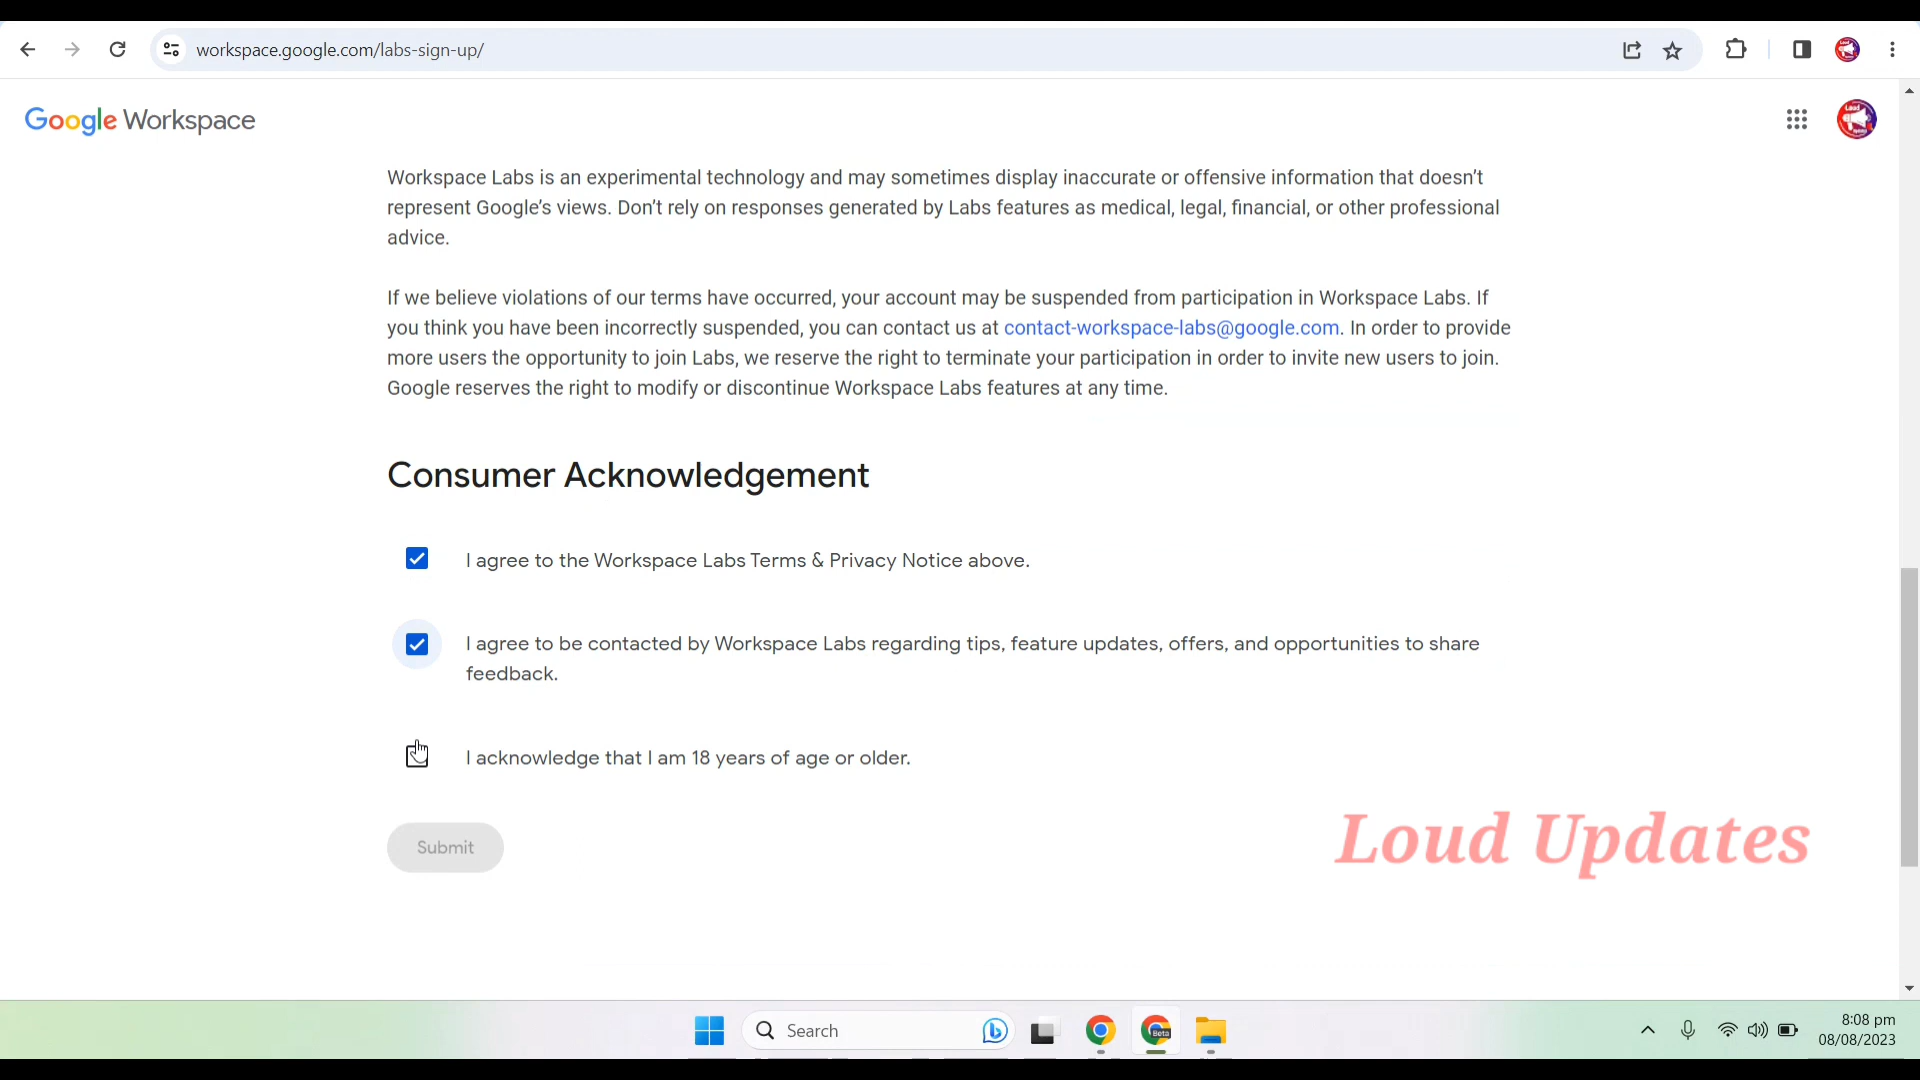 workspace.google.com/labs-sign-up/
Google Workspace
Workspace Labs is an experimental technology and may sometimes display inaccurate or offensive information that doesn't
represent Google's views. Don't rely on responses generated by Labs features as medical, legal, financial, or other professional
advice.
If we believe violations of our terms have occurred, your account may be suspended from participation in Workspace Labs. If
you think you have been incorrectly suspended, you can contact us at contact-workspace-labs@google.com. In order to provide
more users the opportunity to join Labs, we reserve the right to terminate your participation in order to invite new users to join.
Google reserves the right to modify or discontinue Workspace Labs features at any time.
Consumer Acknowledgement
I agree to the Workspace Labs Terms & Privacy Notice above.
I agree to be contacted by Workspace Labs regarding tips, feature updates, offers, and opportunities to share
feedback.
I acknowledge that I am 18 years of age or older.
Submit
Loud Updates
Search
Beta
8:08 pm
08/08/2023